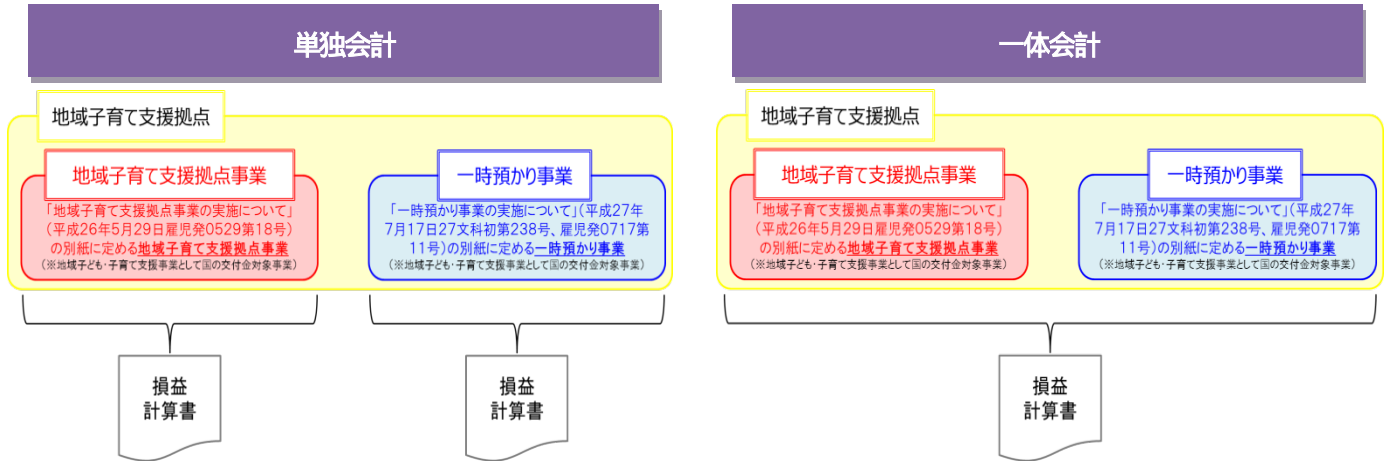 単独会計
地域子育て支援拠点
地域子育て支援拠点事業
「地域子育て支援拠点事業の実施について」
(平成26年5月29日雇児発0529第18号)
の別紙に定める地域子育て支援拠点事業
(※地域子ども・子育て支援事業として国の交付金対象事業)
一時預かり事業
「一時預かり事業の実施について」(平成27年
7月17日27文科初第238号、雇児発0717第
11号)の別紙に定める一時預かり事業
(※地域子ども・子育て支援事業として国の交付金対象事業)
損益
計算書
損益
計算書
一体会計
地域子育て支援拠点
地域子育て支援拠点事業
「地域子育て支援拠点事業の実施について」
(平成26年5月29日雇児発0529第18号)
の別紙に定める地域子育て支援拠点事業
(※地域子ども・子育て支援事業として国の交付金対象事業)
一時預かり事業
「一時預かり事業の実施について」(平成27年
7月17日27文科初第238号、雇児発0717第
11号)の別紙に定める一時預かり事業
(※地域子ども・子育て支援事業として国の交付金対象事業)
損益
計算書